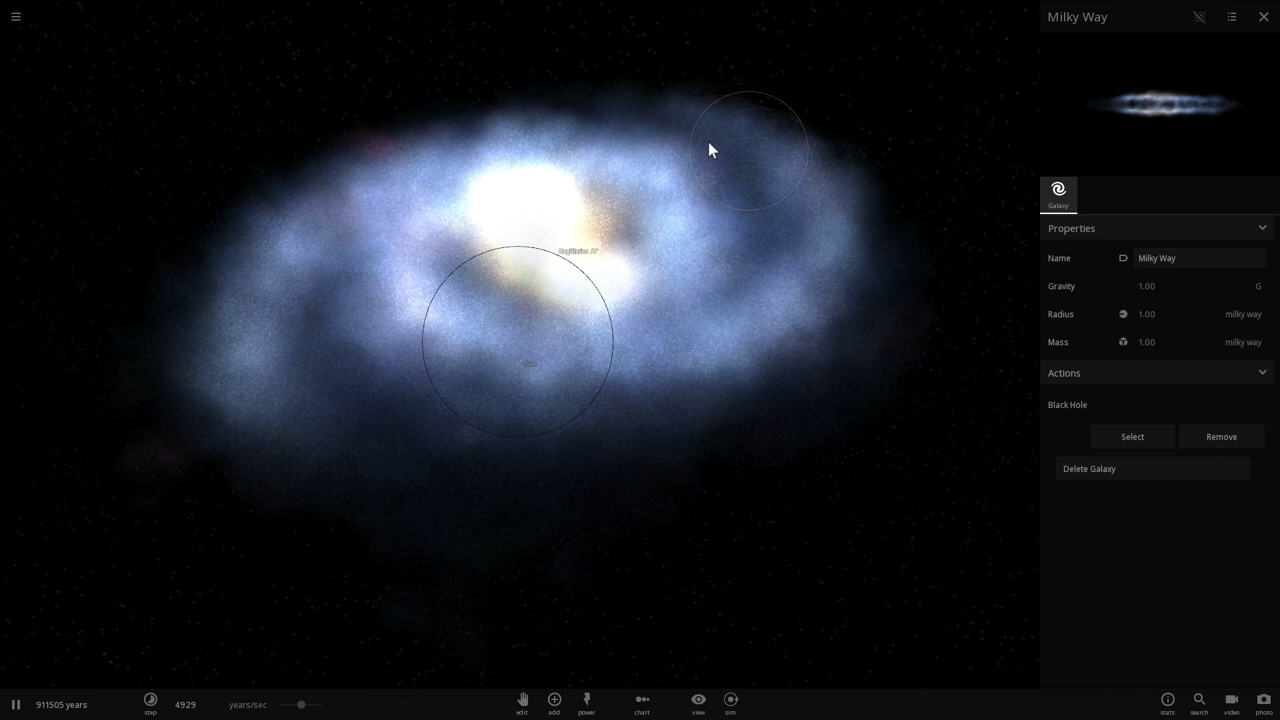 Milky Way
Sagittarius A*
Sun
Galaxy
Properties
Name Milky Way
Gravity 1.00 G
Radius 1.00 milky way
Mass 1.00 milky way
Actions
Black Hole
Select Remove
Delete Galaxy
911505 years step 4929 years/sec edit add power chart view sim stats search video photo